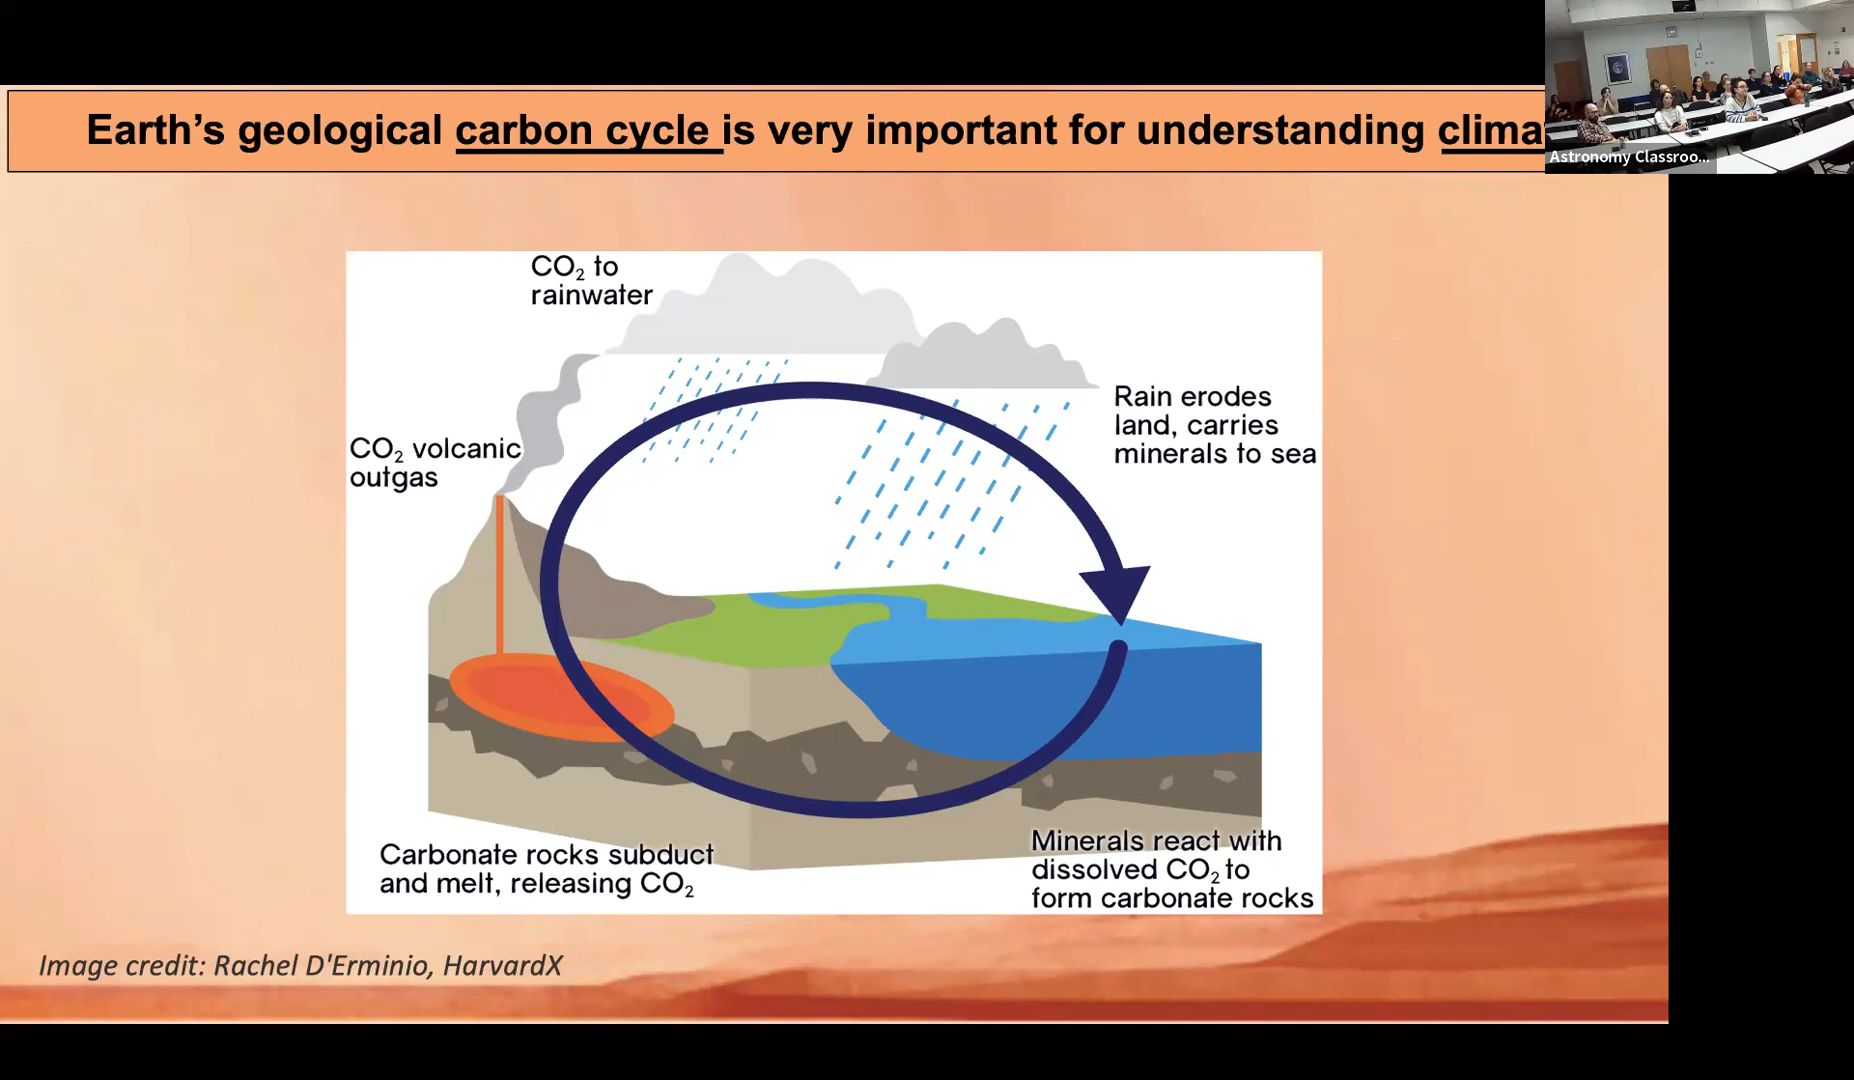 Earth’s geological carbon cycle is very important for understanding clima
Astronomy Classroo...
CO₂ to
rainwater
Rain erodes
land, carries
minerals to sea
CO₂ volcanic
outgas
Carbonate rocks subduct
and melt, releasing CO₂
Minerals react with
dissolved CO₂ to
form carbonate rocks
Image credit: Rachel D'Erminio, HarvardX